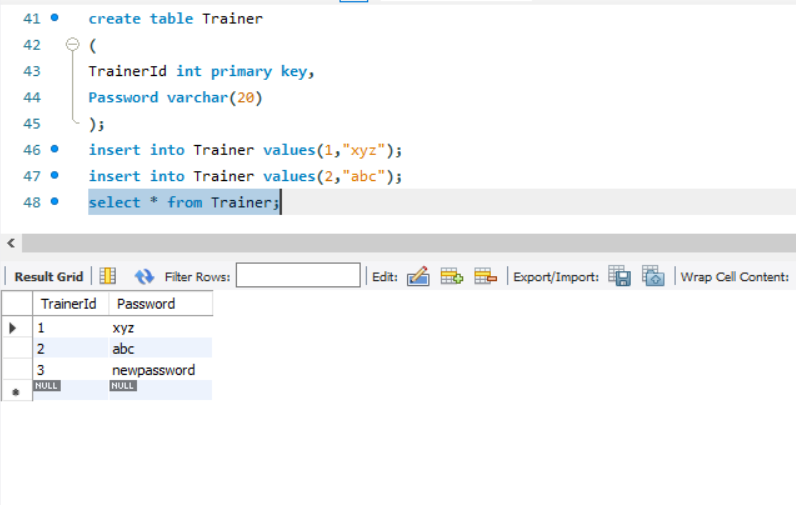 41 create table Trainer
42 (
43 TrainerId int primary key,
44 Password varchar(20)
45 );
46 insert into Trainer values(1,"xyz");
47 insert into Trainer values(2,"abc");
48 select * from Trainer;
Result Grid Filter Rows: Edit: Export/Import: Wrap Cell Content:
TrainerId Password
1 xyz
2 abc
3 newpassword
NULL NULL